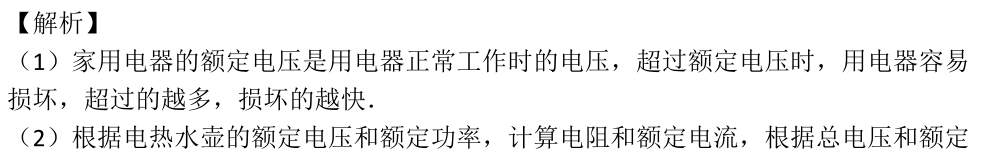 【解析】
（1）家用电器的额定电压是用电器正常工作时的电压，超过额定电压时，用电器容易
损坏，超过的越多，损坏的越快．
（2）根据电热水壶的额定电压和额定功率，计算电阻和额定电流，根据总电压和额定